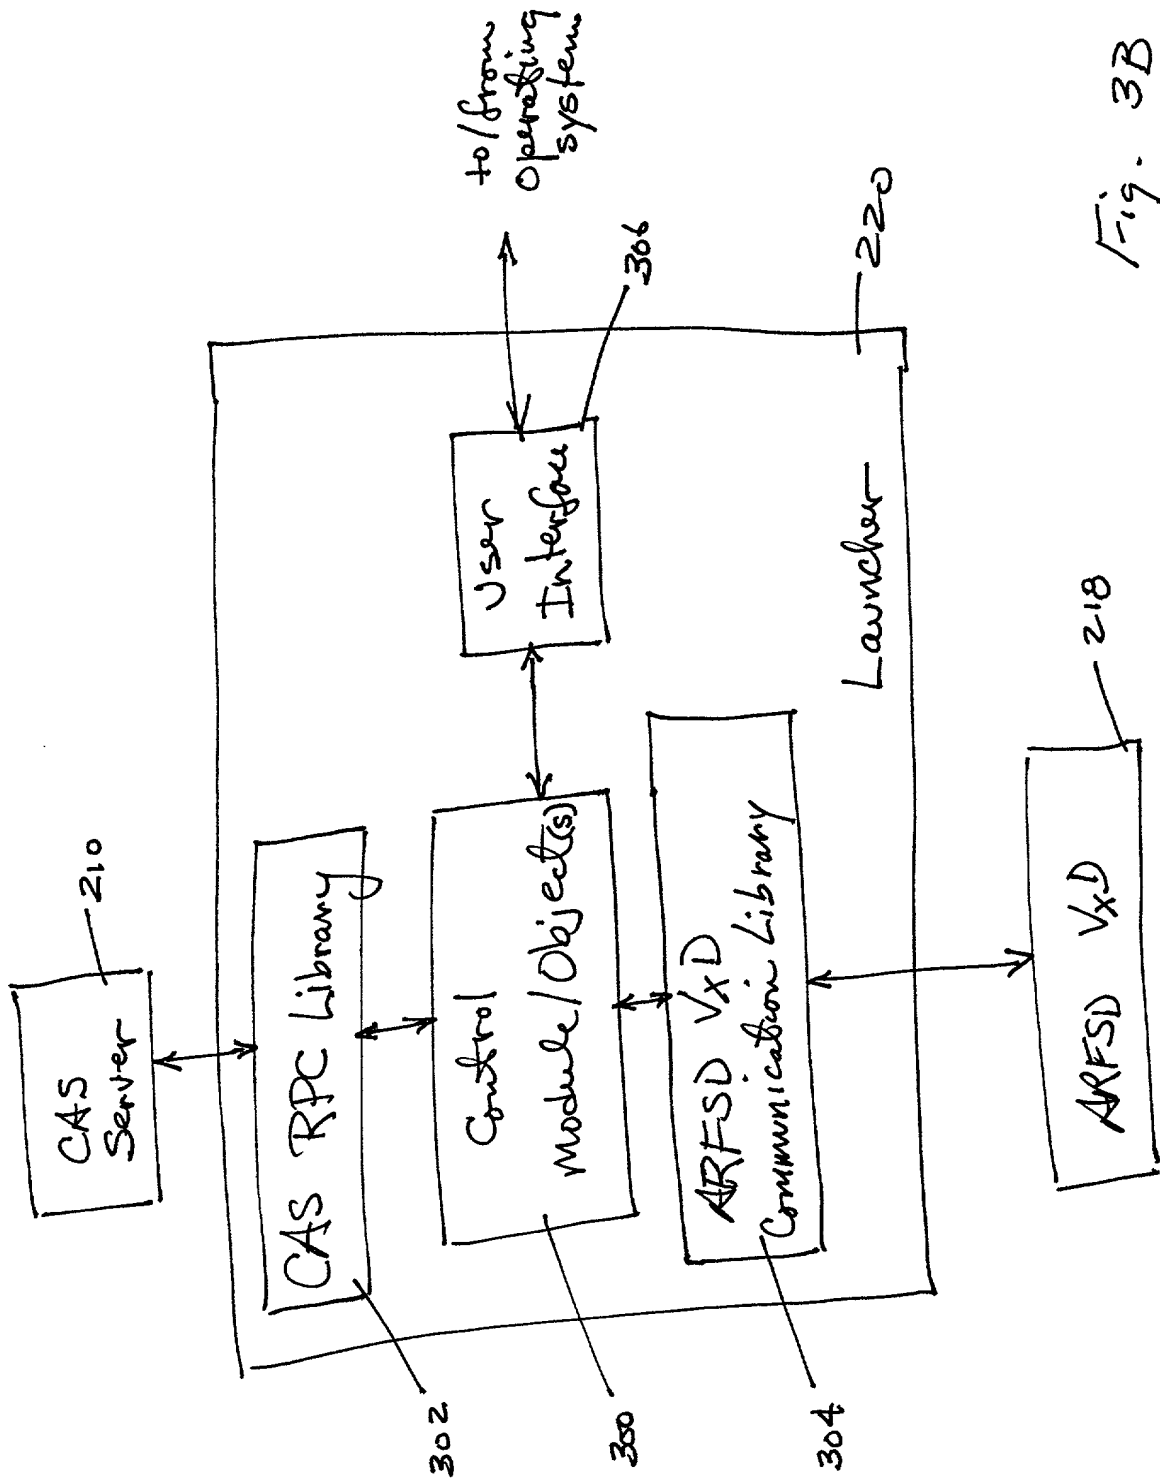 210
CAS
Server
302
CAS RPC Library
300
Control
Module/Object(s)
User
Interface
306
to/from
operating
system
304
ARFSD VxD
Communication Library
Launcher
220
ARFSD VxD
218
Fig. 3B